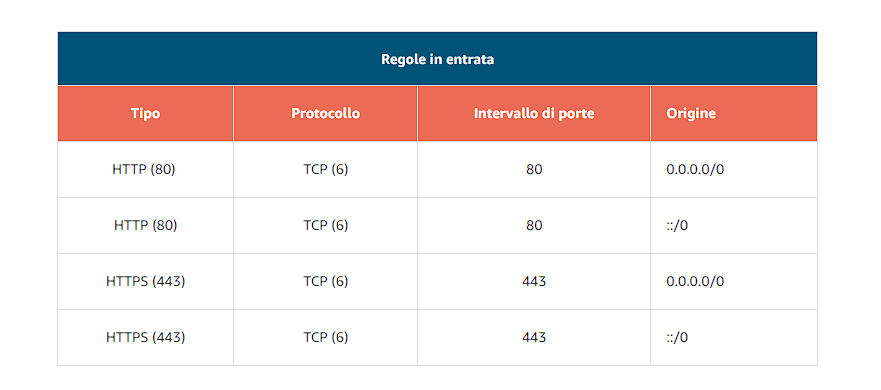 Regole in entrata
Tipo Protocollo Intervallo di porte Origine
HTTP (80) TCP (6) 80 0.0.0.0/0
HTTP (80) TCP (6) 80 ::/0
HTTPS (443) TCP (6) 443 0.0.0.0/0
HTTPS (443) TCP (6) 443 ::/0